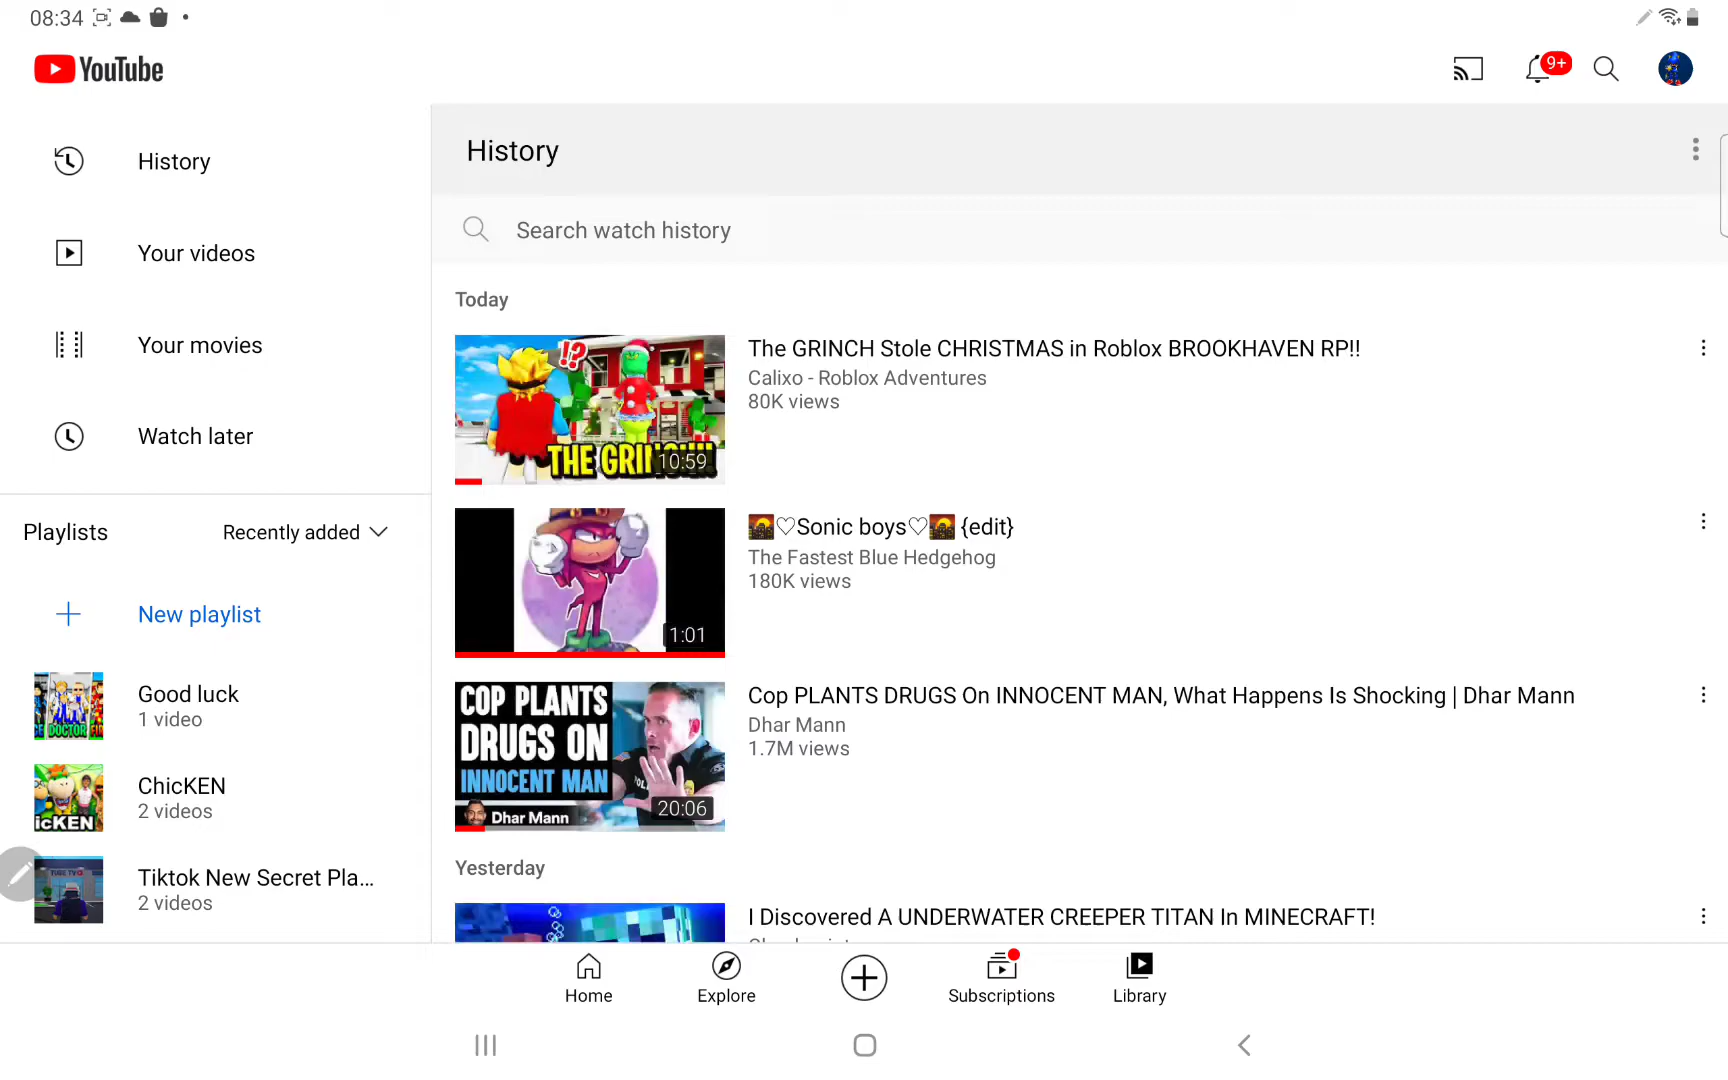 08:34
YouTube
9+
History
Your videos
Your movies
Watch later
Playlists
Recently added
New playlist
DOCTOR
Good luck
1 video
icKEN
ChicKEN
2 videos
Tiktok New Secret Pla...
2 videos
History
Search watch history
Today
!?
THE GRI
10:59
The GRINCH Stole CHRISTMAS in Roblox BROOKHAVEN RP!!
Calixo - Roblox Adventures
80K views
1:01
🌇♡Sonic boys♡🌇 {edit}
The Fastest Blue Hedgehog
180K views
COP PLANTS
DRUGS ON
INNOCENT MAN
Dhar Mann
20:06
Cop PLANTS DRUGS On INNOCENT MAN, What Happens Is Shocking | Dhar Mann
Dhar Mann
1.7M views
Yesterday
I Discovered A UNDERWATER CREEPER TITAN In MINECRAFT!
Home
Explore
Subscriptions
Library